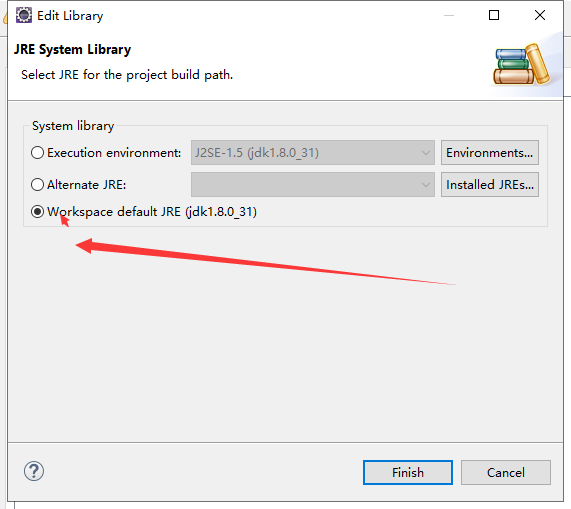 Edit Library
JRE System Library
Select JRE for the project build path.
System library
Execution environment: J2SE-1.5 (jdk1.8.0_31) Environments...
Alternate JRE: Installed JREs...
Workspace default JRE (jdk1.8.0_31)
? Finish Cancel